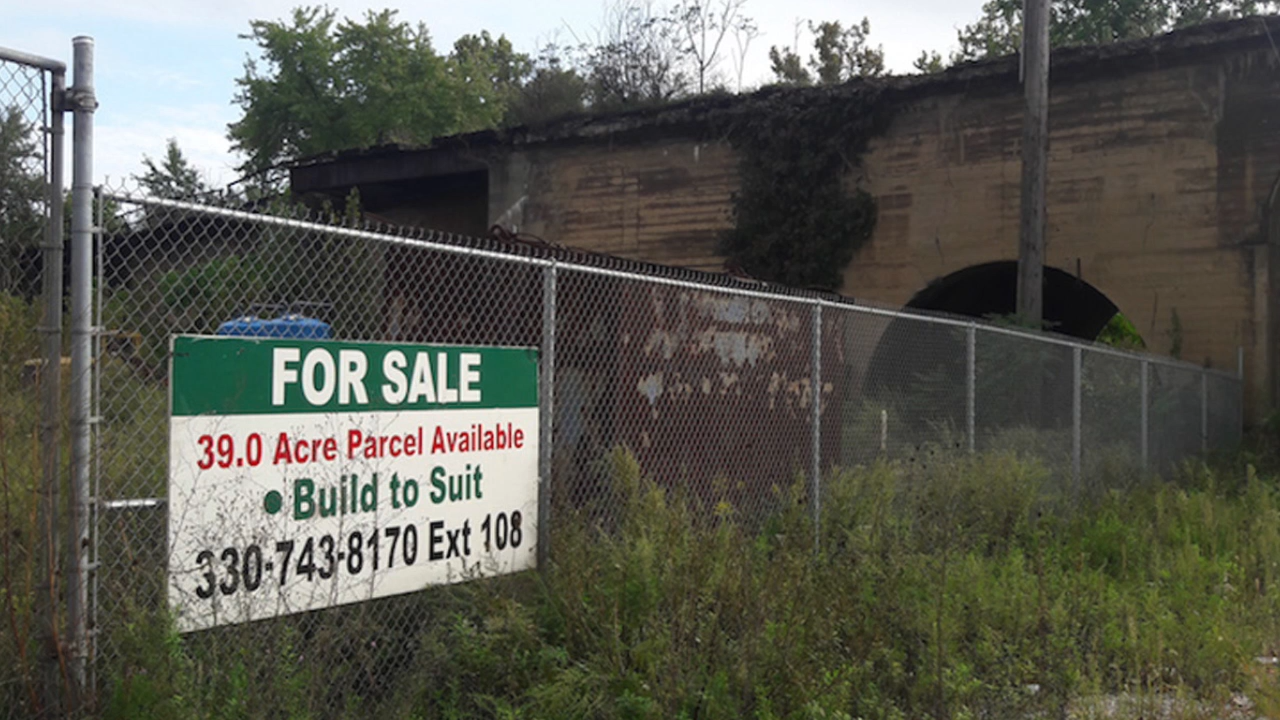 FOR SALE
39.0 Acre Parcel Available
• Build to Suit
330-743-8170 Ext 108